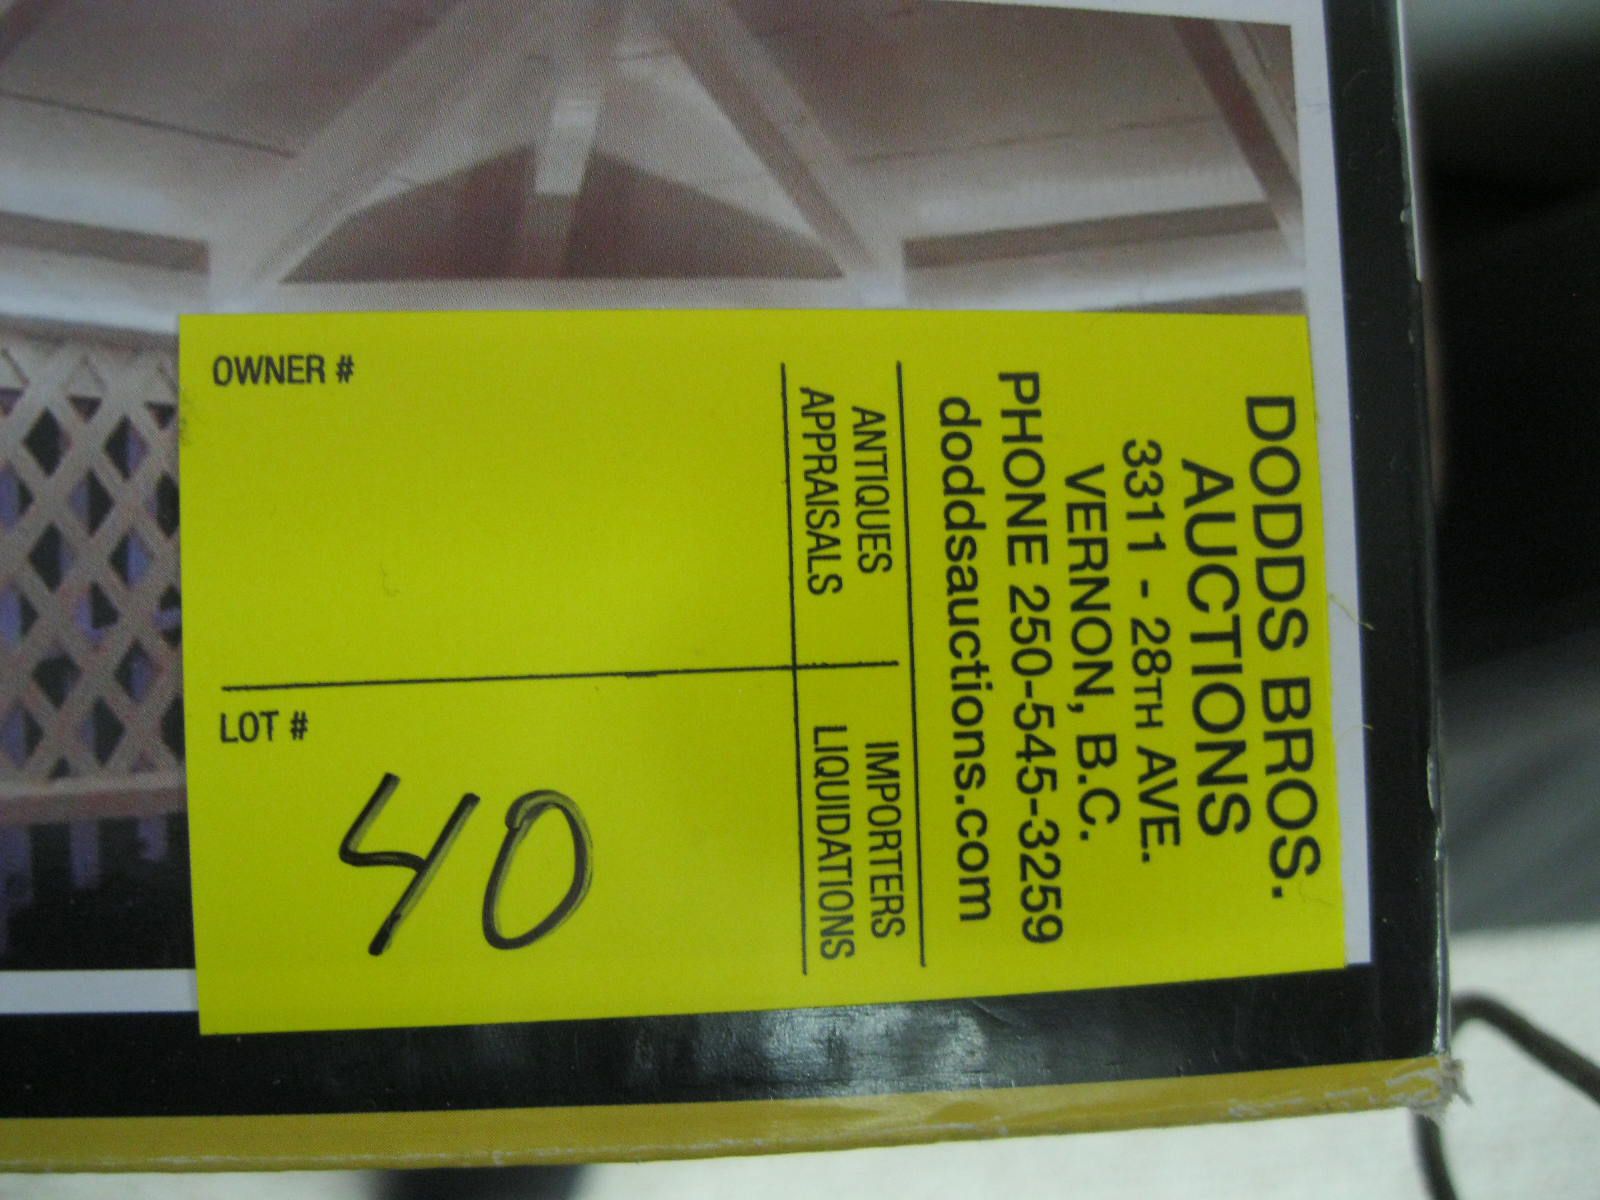 DODDS BROS.
AUCTIONS
3311 - 28TH AVE.
VERNON, B.C.
PHONE 250-545-3259
doddsauctions.com
ANTIQUES
APPRAISALS
IMPORTERS
LIQUIDATIONS
OWNER #
LOT #
40